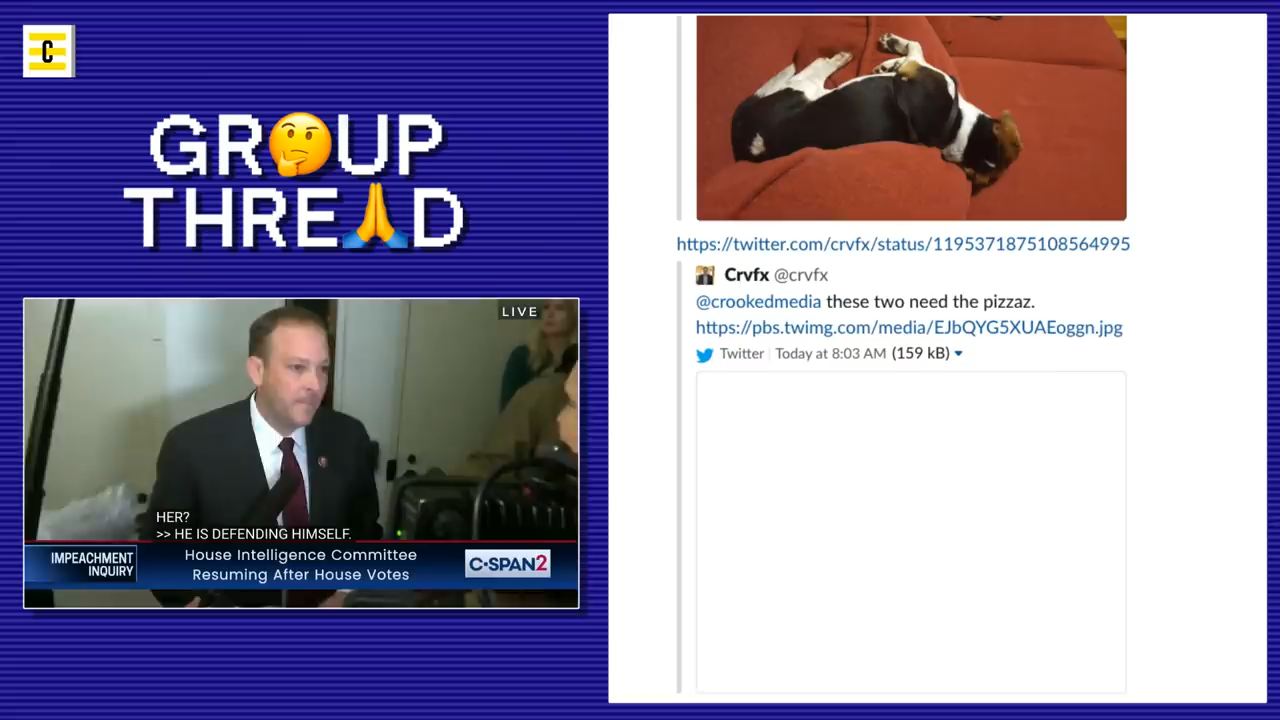 C
GR🤔UP
THRE🙏D
LIVE
HER?
>> HE IS DEFENDING HIMSELF.
IMPEACHMENT
INQUIRY
House Intelligence Committee
Resuming After House Votes
C-SPAN2
https://twitter.com/crvfx/status/1195371875108564995
Crvfx @crvfx
@crookedmedia these two need the pizzaz.
https://pbs.twimg.com/media/EJbQYG5XUAEoggn.jpg
Twitter | Today at 8:03 AM (159 kB)